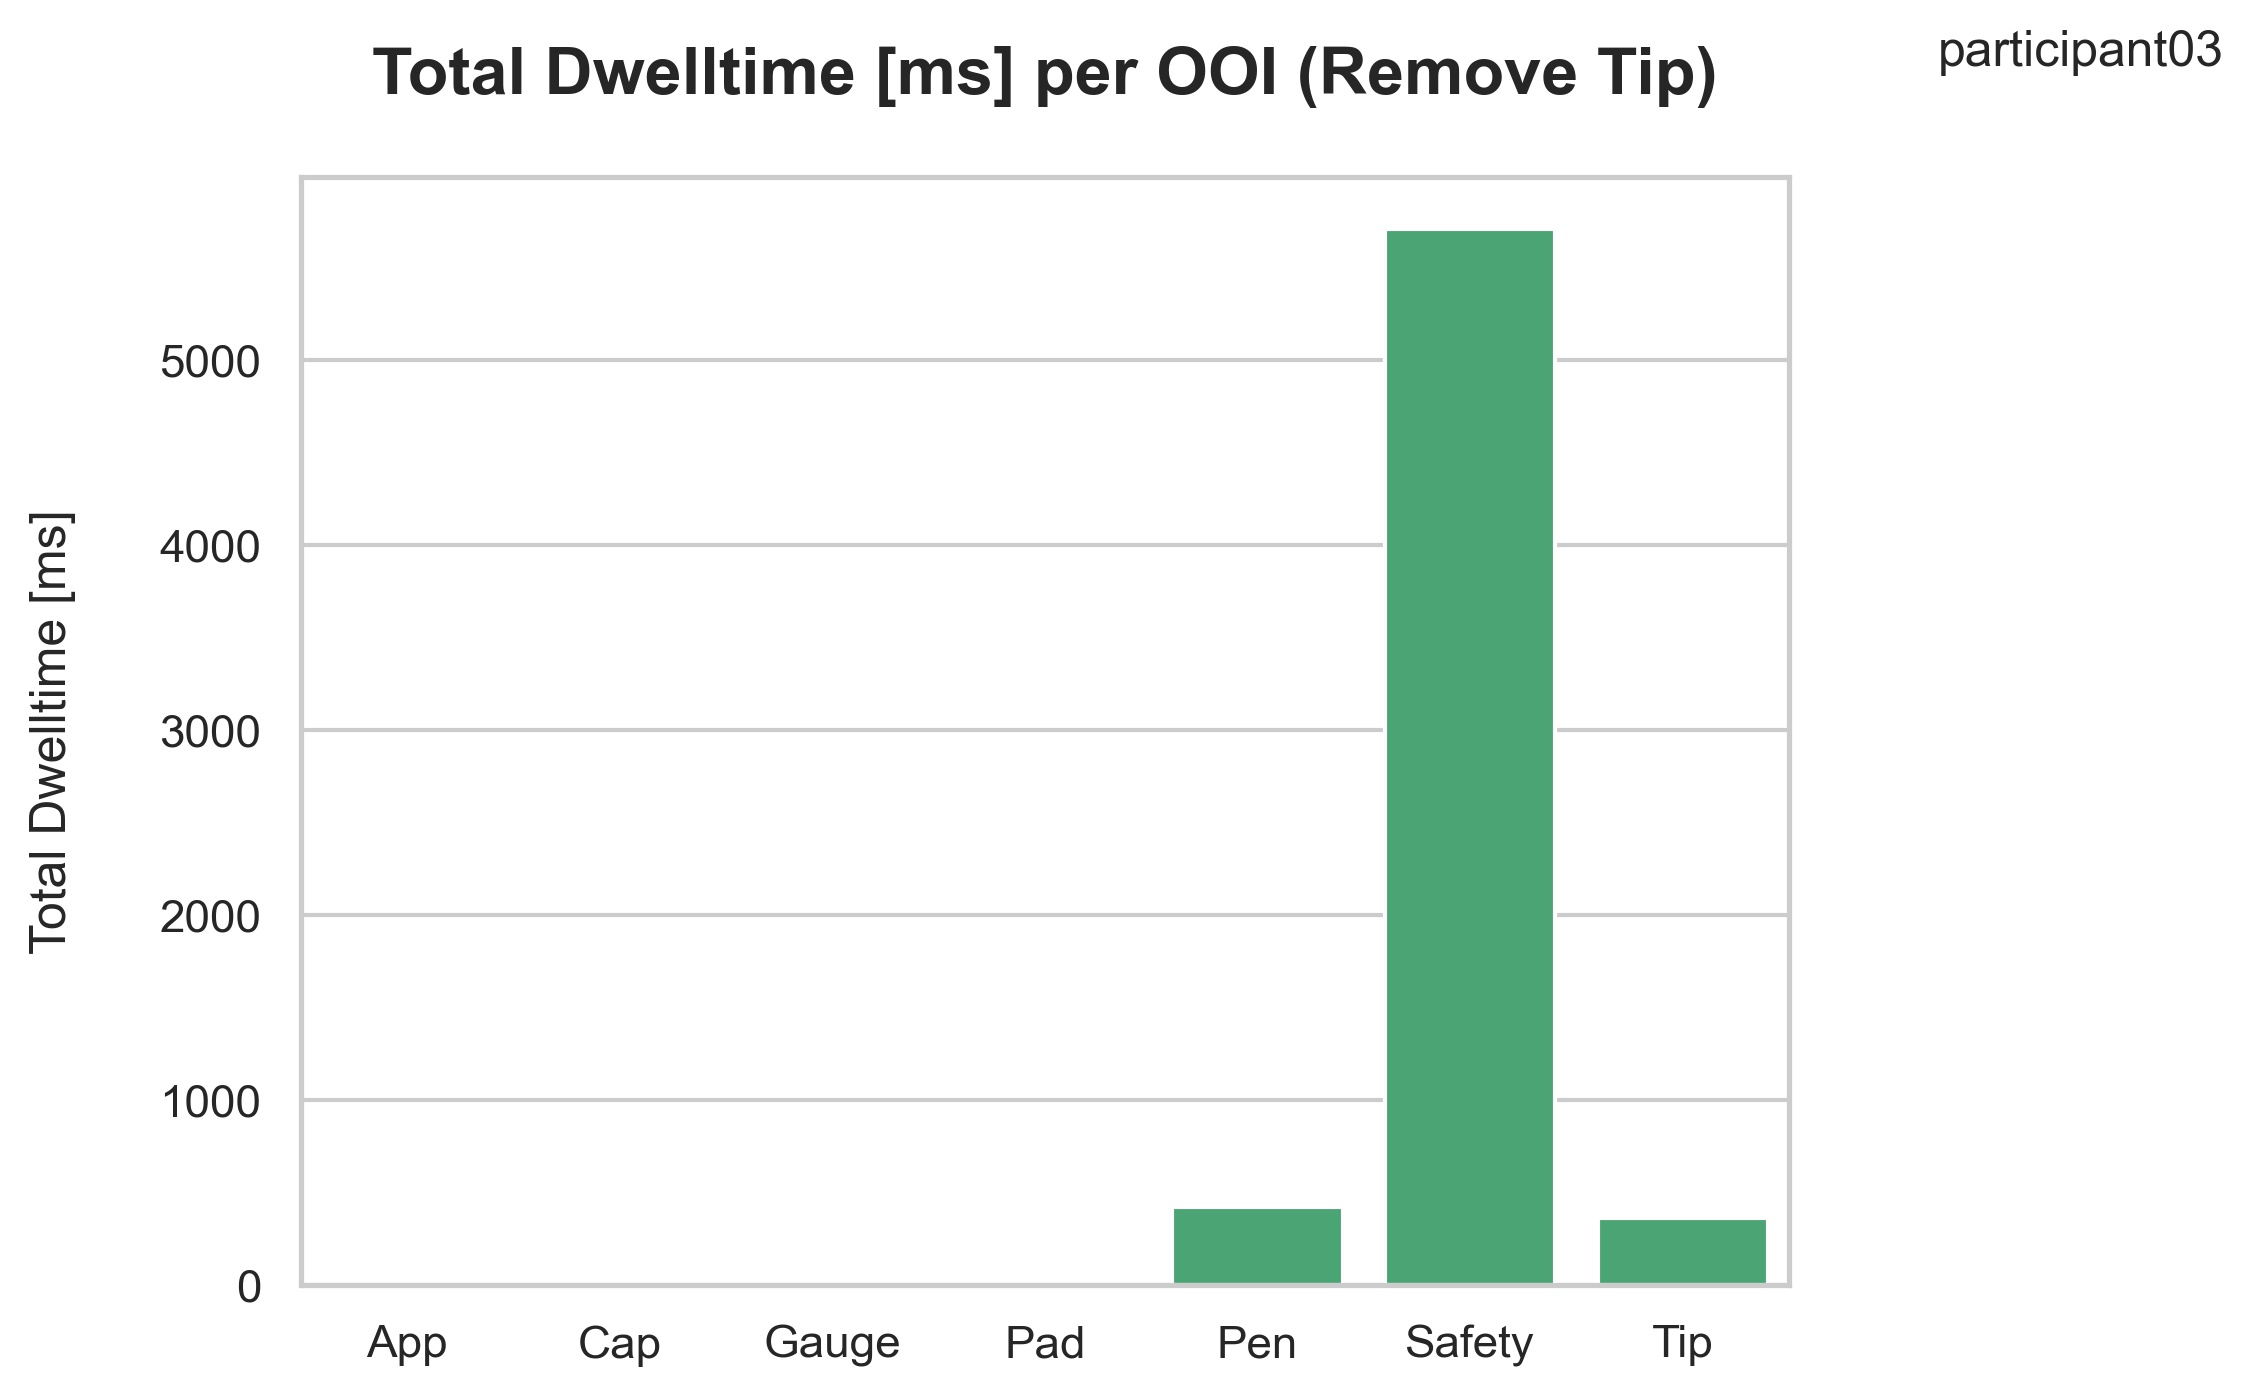 Total Dwelltime [ms] per OOI (Remove Tip)
participant03
Total Dwelltime [ms]
5000
4000
3000
2000
1000
0
App Cap Gauge Pad Pen Safety Tip